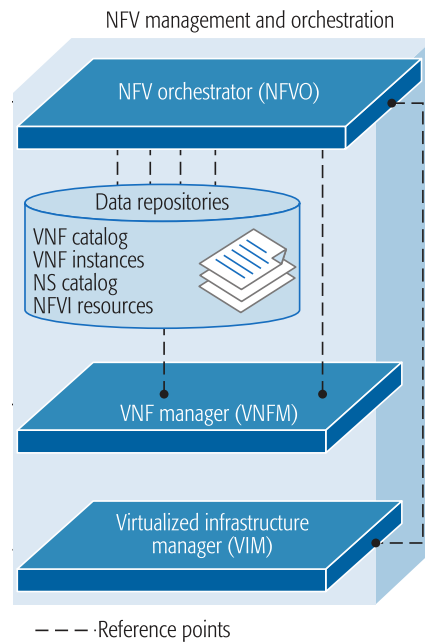 NFV management and orchestration
NFV orchestrator (NFVO)
Data repositories
VNF catalog
VNF instances
NS catalog
NFVI resources
VNF manager (VNFM)
Virtualized infrastructure
manager (VIM)
Reference points